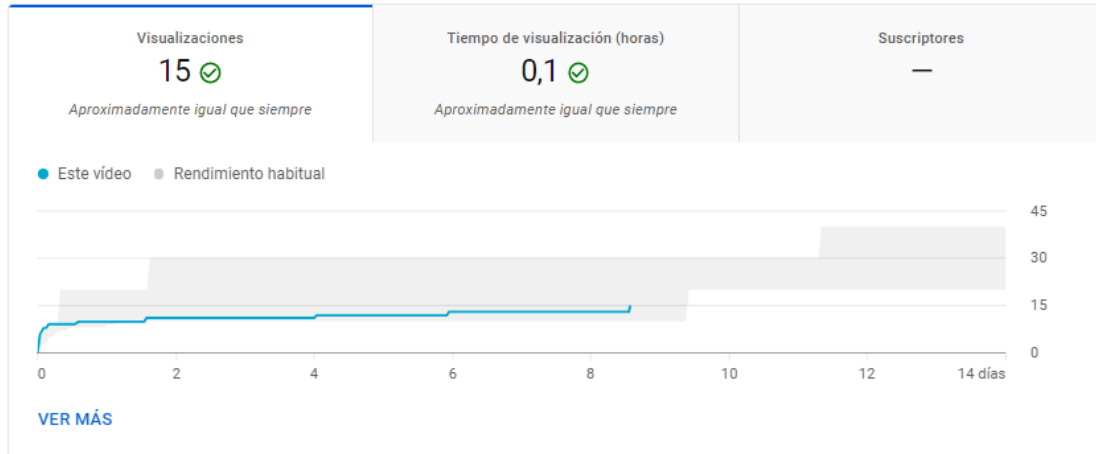 Visualizaciones
15
Aproximadamente igual que siempre
Tiempo de visualización (horas)
0,1
Aproximadamente igual que siempre
Suscriptores
—
Este vídeo
Rendimiento habitual
45
30
15
0
0 2 4 6 8 10 12 14 días
VER MÁS